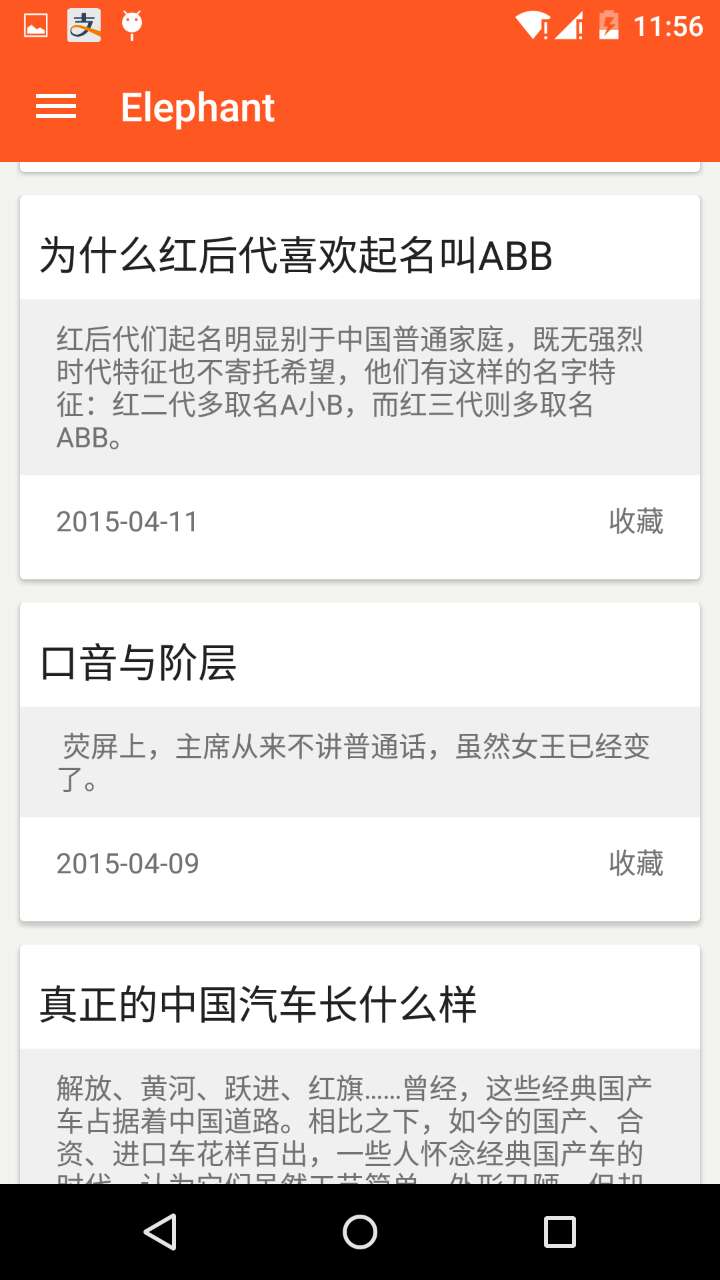 支
11:56
Elephant
为什么红后代喜欢起名叫ABB
红后代们起名明显别于中国普通家庭，既无强烈
时代特征也不寄托希望，他们有这样的名字特
征：红二代多取名A小B，而红三代则多取名
ABB。
2015-04-11
收藏
口音与阶层
荧屏上，主席从来不讲普通话，虽然女王已经变
了。
2015-04-09
收藏
真正的中国汽车长什么样
解放、黄河、跃进、红旗……曾经，这些经典国产
车占据着中国道路。相比之下，如今的国产、合
资、进口车花样百出，一些人怀念经典国产车的